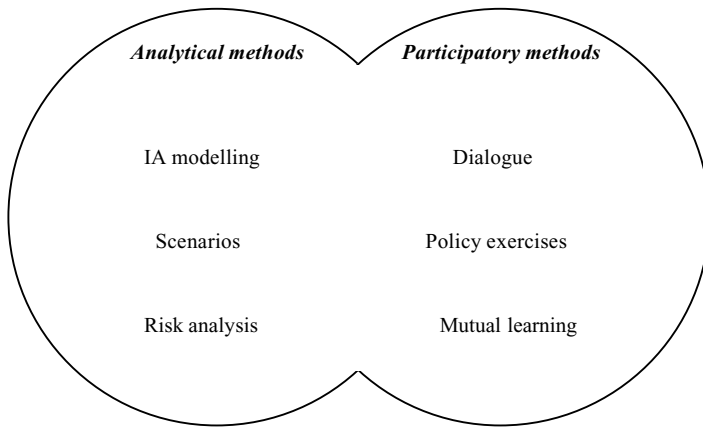 Analytical methods
Participatory methods
IA modelling
Dialogue
Scenarios
Policy exercises
Risk analysis
Mutual learning